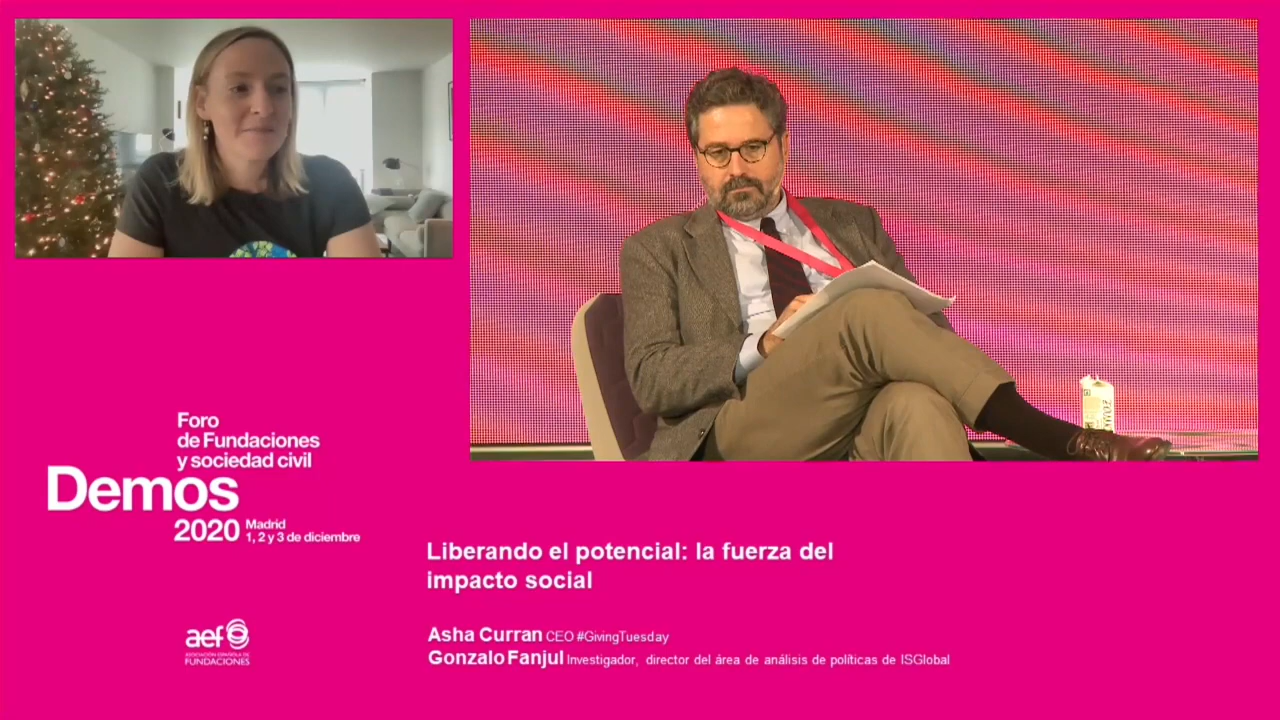 Foro
de Fundaciones
y sociedad civil
Demos
2020 Madrid
1, 2 y 3 de diciembre
Liberando el potencial: la fuerza del
impacto social
aef
ASOCIACIÓN ESPAÑOLA DE
FUNDACIONES
Asha Curran CEO #GivingTuesday
Gonzalo Fanjul Investigador, director del área de análisis de políticas de ISGlobal